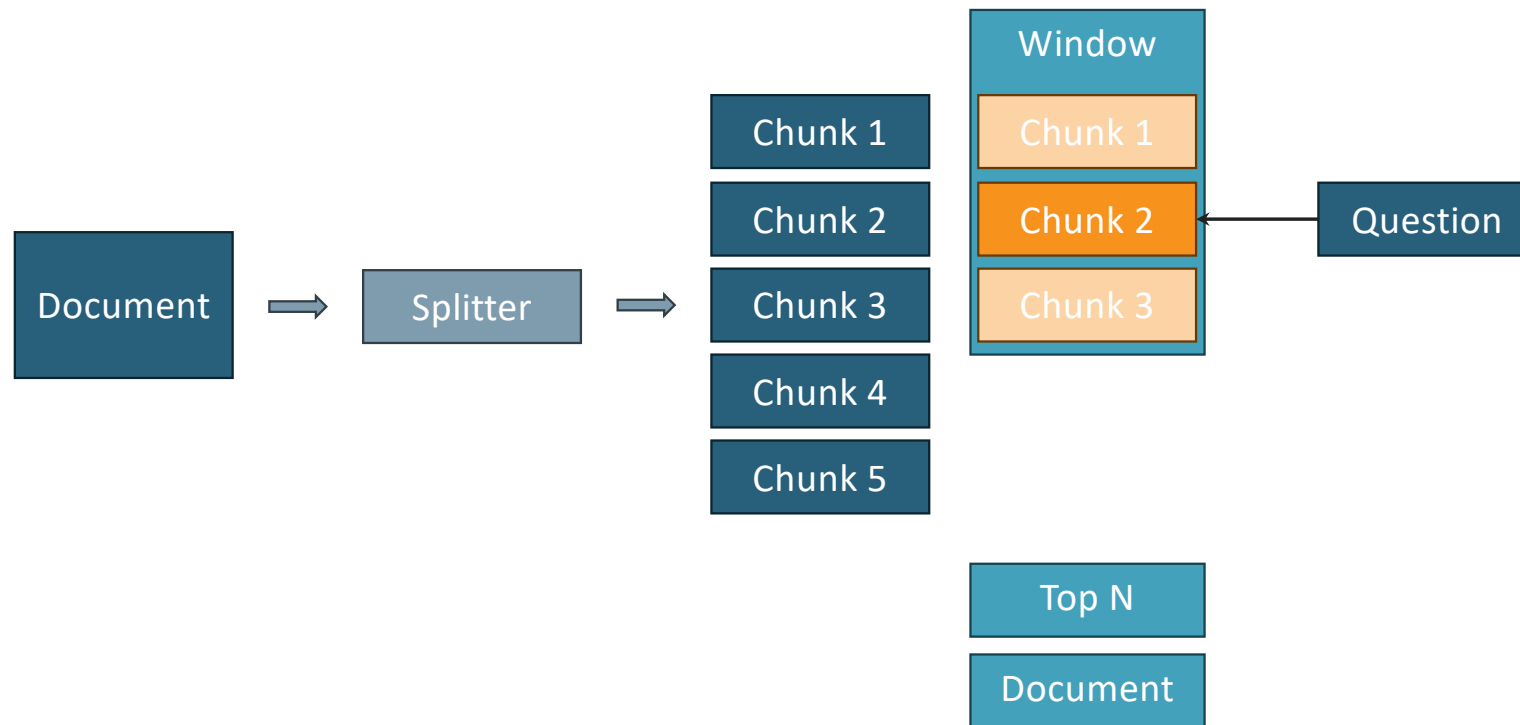 Document
Splitter
Chunk 1
Chunk 2
Chunk 3
Chunk 4
Chunk 5
Window
Chunk 1
Chunk 2
Chunk 3
Question
Top N
Document